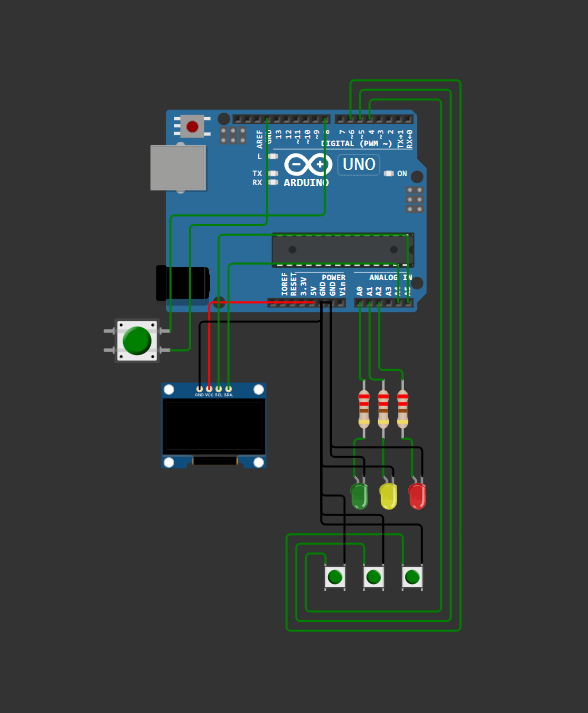 AREF
GND
13
12
~11
~10
~9
8
7
~6
~5
4
~3
2
TX→1
RX←0
DIGITAL (PWM ~)
L
TX
RX
ARDUINO
UNO
ON
IOREF
RESET
3.3V
5V
GND
GND
Vin
POWER
ANALOG IN
A0
A1
A2
A3
GND VCC SCL SDA